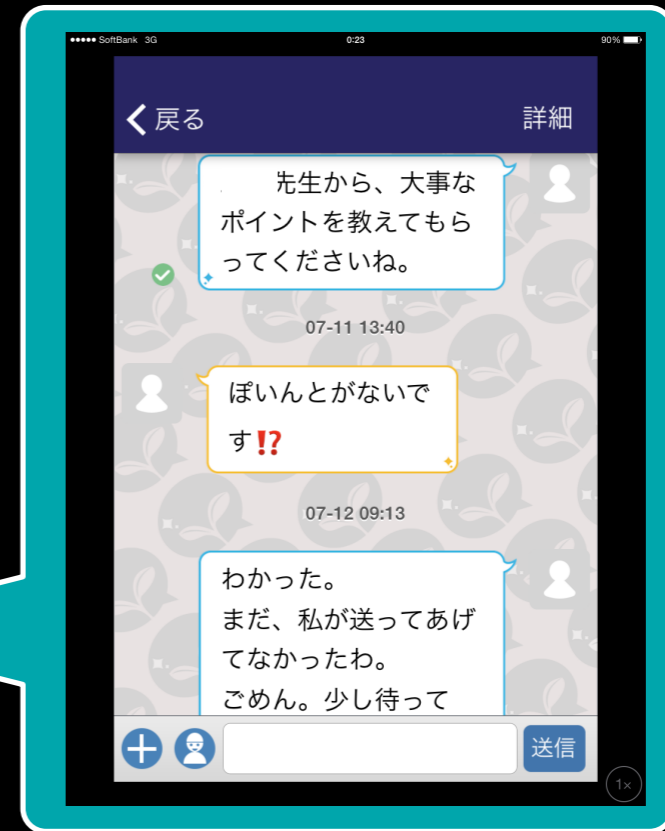 SoftBank 3G 0:23 90%
戻る 詳細
先生から、大事な
ポイントを教えてもら
ってくださいね。
07-11 13:40
ぽいんとがないで
す⁉️
07-12 09:13
わかった。
まだ、私が送ってあげ
てなかったわ。
ごめん。少し待って
送信
1×